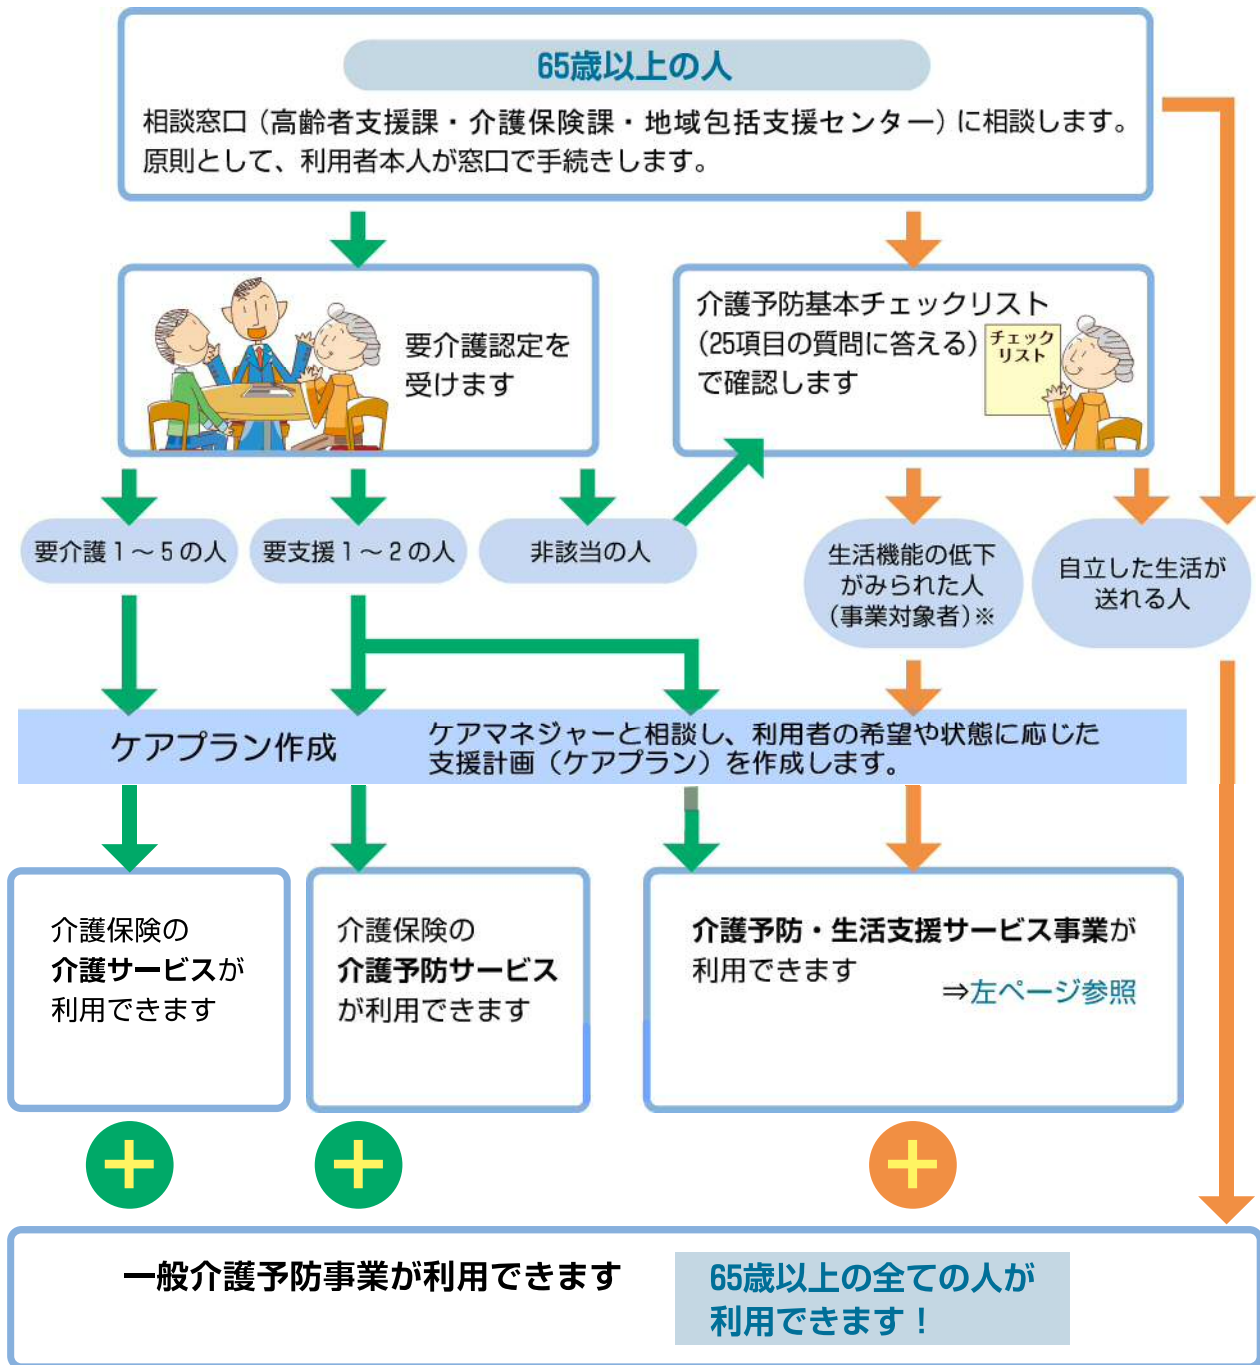 65歳以上の人
相談窓口（高齢者支援課・介護保険課・地域包括支援センター）に相談します。
原則として、利用者本人が窓口で手続きします。
要介護認定を
受けます
介護予防基本チェックリスト
（25項目の質問に答える）
で確認します
チェック
リスト
要介護１～５の人
要支援１～２の人
非該当の人
生活機能の低下
がみられた人
（事業対象者）※
自立した生活が
送れる人
ケアプラン作成
ケアマネジャーと相談し、利用者の希望や状態に応じた
支援計画（ケアプラン）を作成します。
介護保険の
介護サービスが
利用できます
介護保険の
介護予防サービス
が利用できます
介護予防・生活支援サービス事業が
利用できます
⇒左ページ参照
＋
＋
＋
一般介護予防事業が利用できます
65歳以上の全ての人が
利用できます！